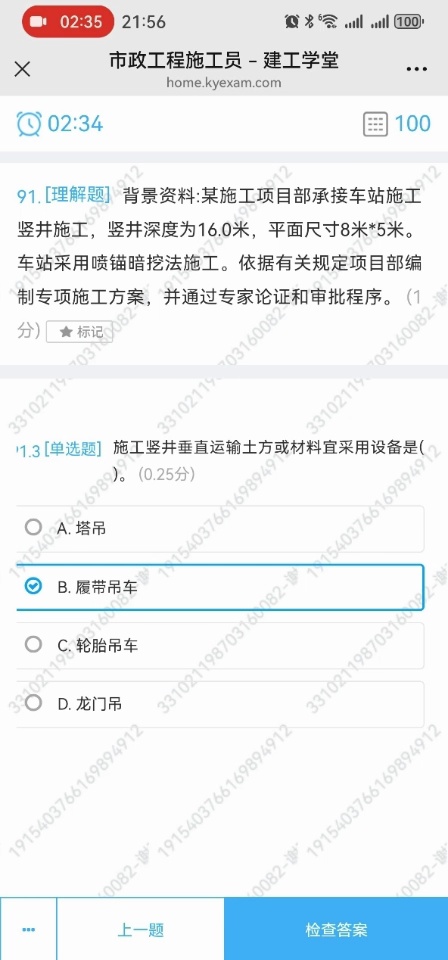 02:35 21:56 100
市政工程施工员 – 建工学堂
home.kyexam.com
02:34 100
91. [理解题] 背景资料:某施工项目部承接车站施工
竖井施工，竖井深度为16.0米，平面尺寸8米*5米。
车站采用喷锚暗挖法施工。依据有关规定项目部编
制专项施工方案，并通过专家论证和审批程序。 (1
分) ★ 标记
1.3 [单选题] 施工竖井垂直运输土方或材料宜采用设备是(
)。 (0.25分)
A. 塔吊
B. 履带吊车
C. 轮胎吊车
D. 龙门吊
··· 上一题 检查答案